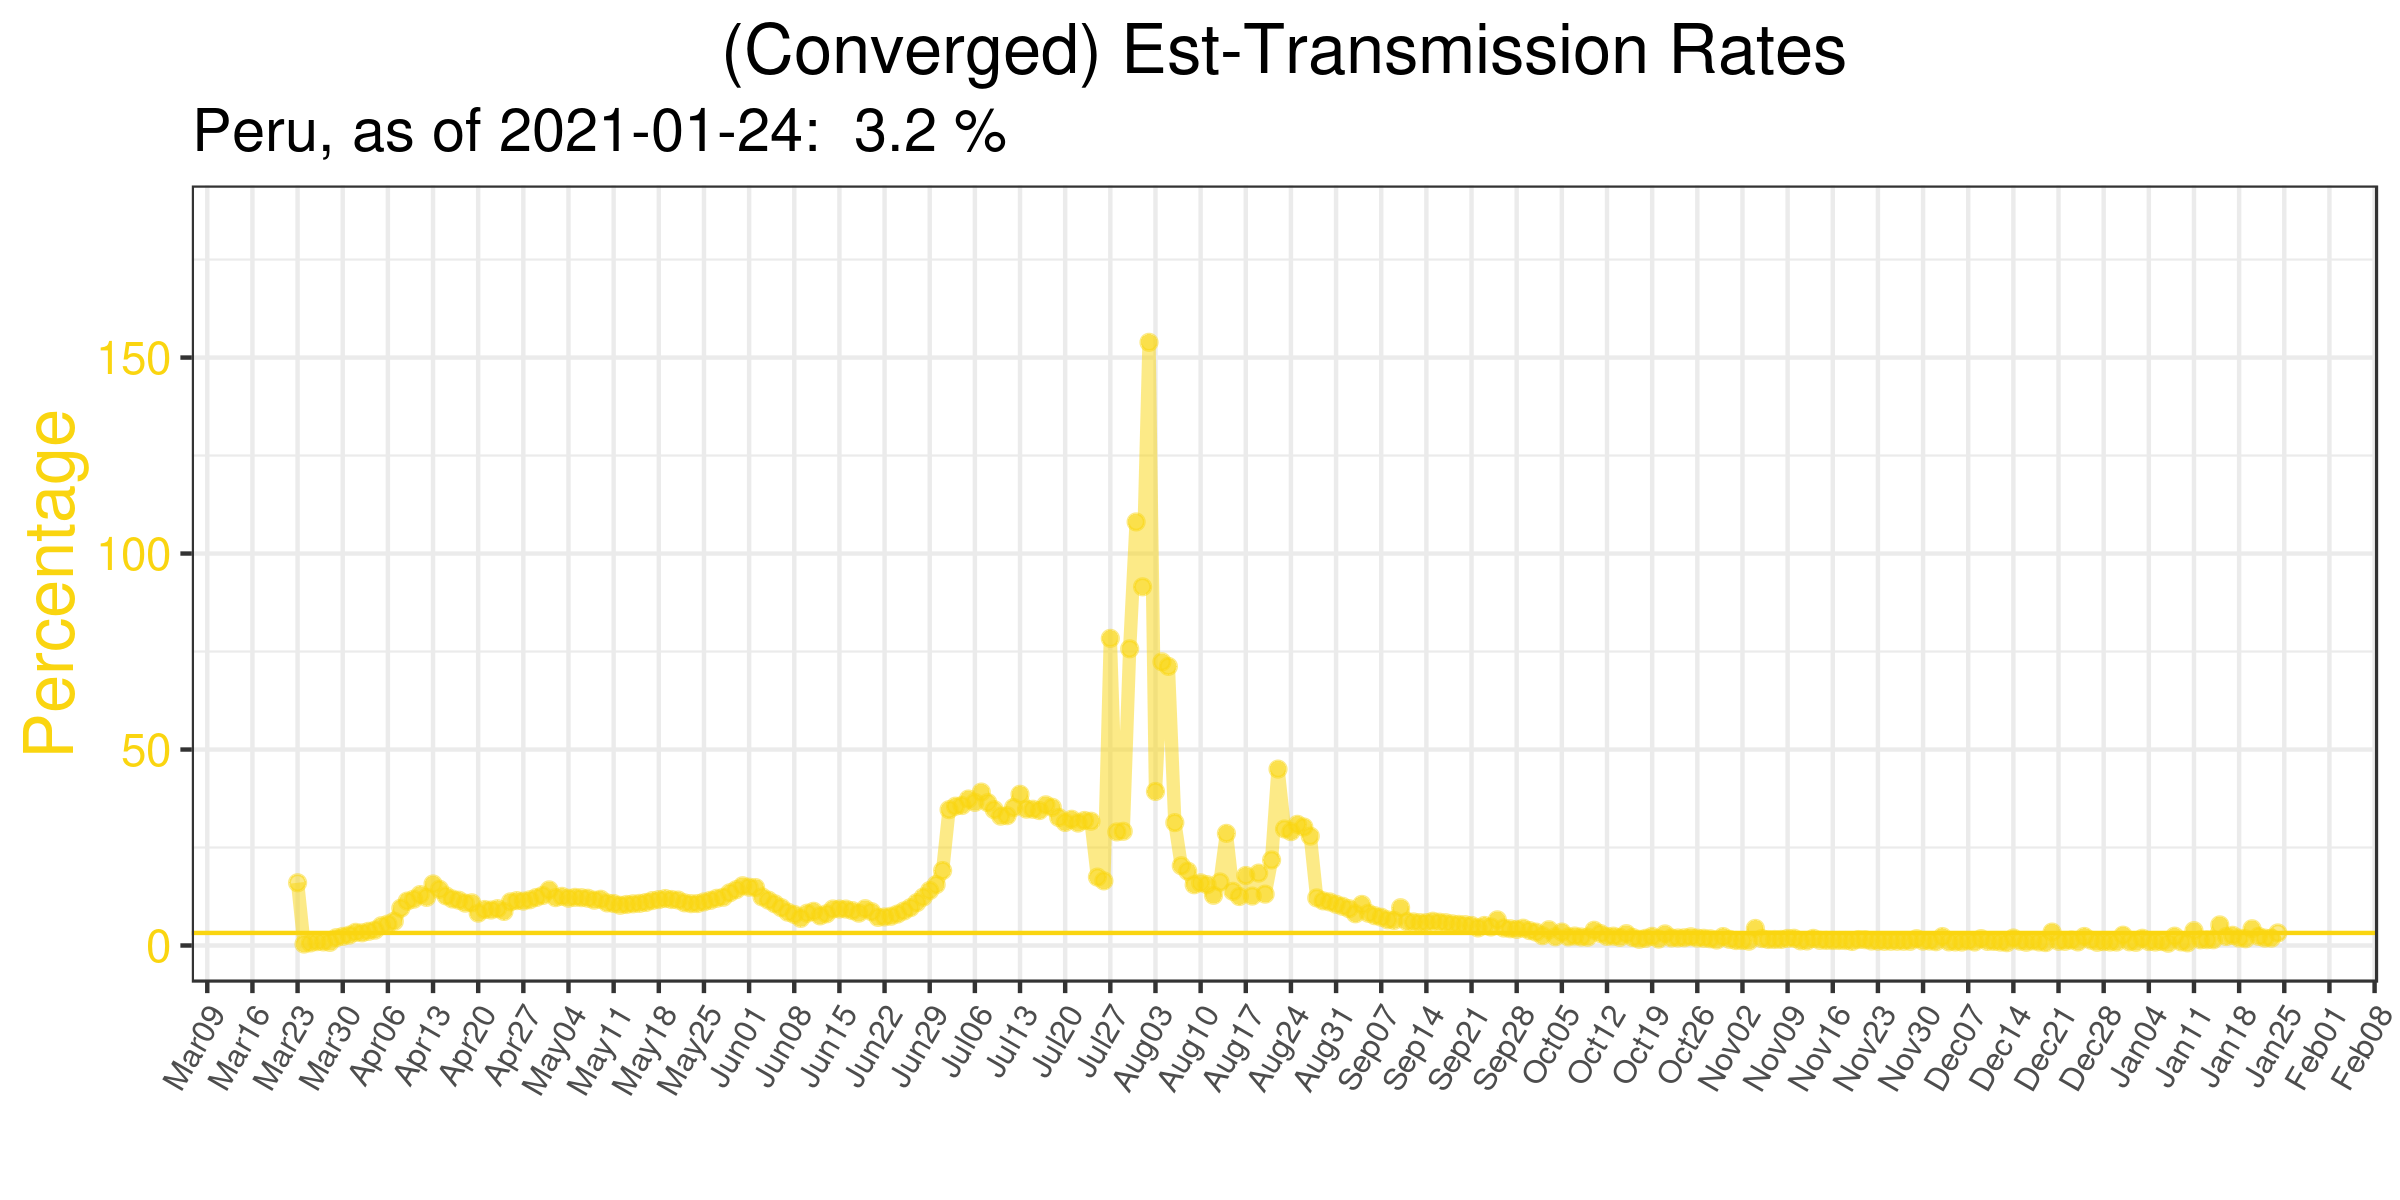 (Converged) Est-Transmission Rates
Peru, as of 2021-01-24:  3.2 %
Percentage
150
100
50
0
Mar09 Mar16 Mar23 Mar30 Apr06 Apr13 Apr20 Apr27 May04 May11 May18 May25 Jun01 Jun08 Jun15 Jun22 Jun29 Jul06 Jul13 Jul20 Jul27 Aug03 Aug10 Aug17 Aug24 Aug31 Sep07 Sep14 Sep21 Sep28 Oct05 Oct12 Oct19 Oct26 Nov02 Nov09 Nov16 Nov23 Nov30 Dec07 Dec14 Dec21 Dec28 Jan04 Jan11 Jan18 Jan25 Feb01 Feb08